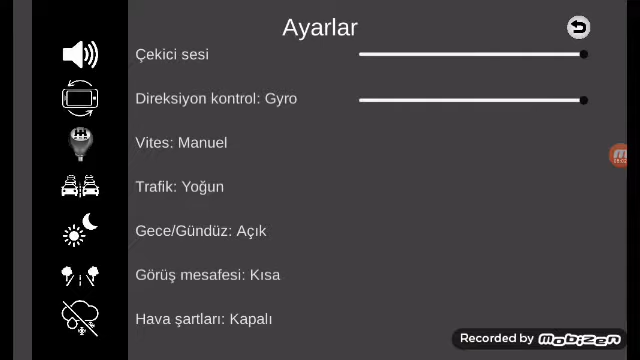 Ayarlar
Çekici sesi
Direksiyon kontrol: Gyro
Vites: Manuel
Trafik: Yoğun
Gece/Gündüz: Açık
Görüş mesafesi: Kısa
Hava şartları: Kapalı
Recorded by Mobizen